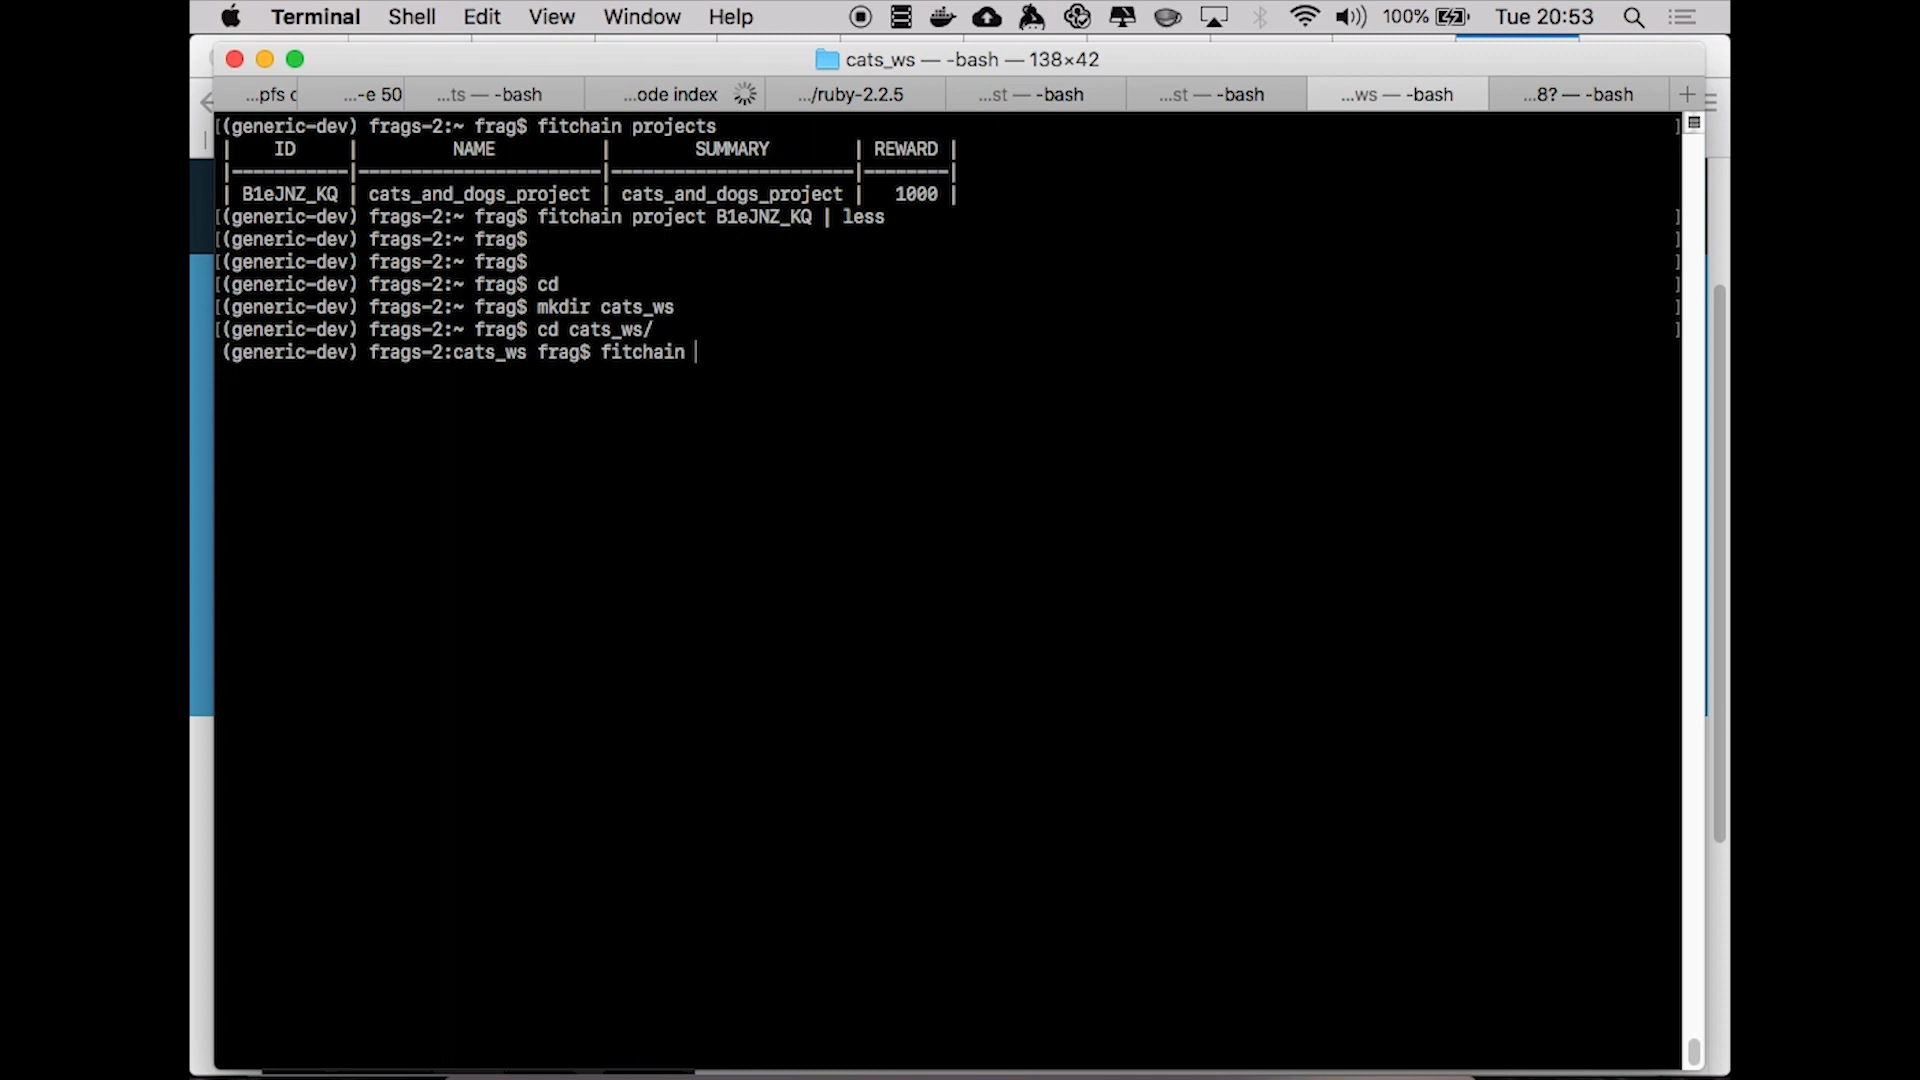 Terminal Shell Edit View Window Help 100% Tue 20:53
cats_ws — -bash — 138×42
...pfs c ...-e 50 ...ts — -bash ...ode index .../ruby-2.2.5 ...st — -bash ...st — -bash ...ws — -bash ...8? — -bash
[(generic-dev) frags-2:~ frag$ fitchain projects ]
| ID | NAME | SUMMARY | REWARD |
|-----------|-----------------------|-----------------------|--------|
| B1eJNZ_KQ | cats_and_dogs_project | cats_and_dogs_project | 1000 |
[(generic-dev) frags-2:~ frag$ fitchain project B1eJNZ_KQ | less ]
[(generic-dev) frags-2:~ frag$ ]
[(generic-dev) frags-2:~ frag$ ]
[(generic-dev) frags-2:~ frag$ cd ]
[(generic-dev) frags-2:~ frag$ mkdir cats_ws ]
[(generic-dev) frags-2:~ frag$ cd cats_ws/ ]
(generic-dev) frags-2:cats_ws frag$ fitchain